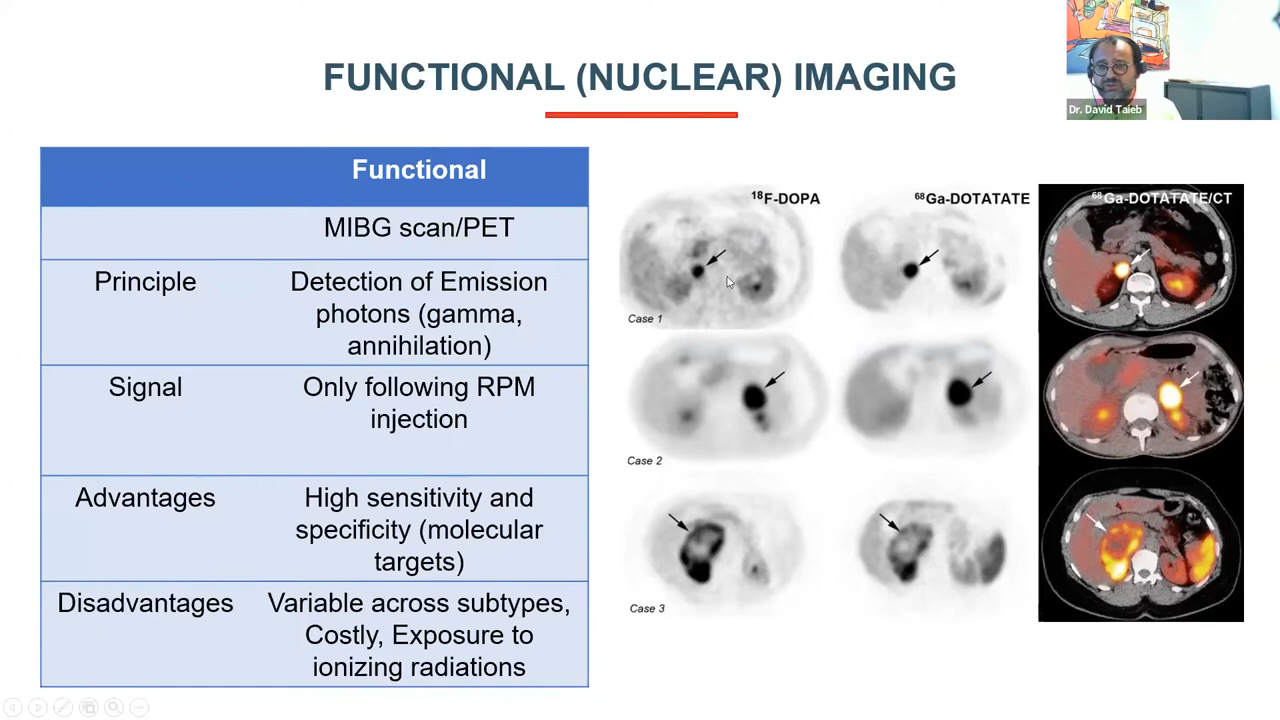 Dr. David Taieb
FUNCTIONAL (NUCLEAR) IMAGING
Functional
MIBG scan/PET
Principle
Detection of Emission
photons (gamma,
annihilation)
Signal
Only following RPM
injection
Advantages
High sensitivity and
specificity (molecular
targets)
Disadvantages
Variable across subtypes,
Costly, Exposure to
ionizing radiations
¹⁸F-DOPA
⁶⁸Ga-DOTATATE
⁶⁸Ga-DOTATATE/CT
Case 1
Case 2
Case 3